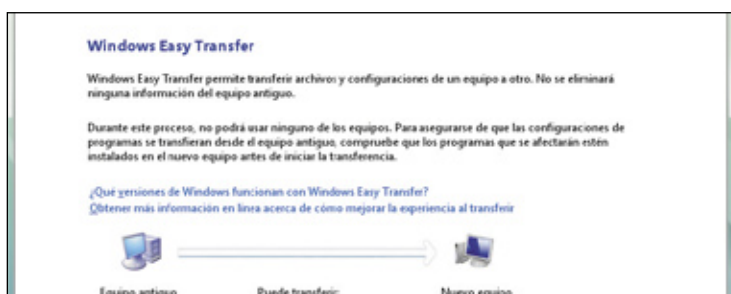 Windows Easy Transfer
Windows Easy Transfer permite transferir archivos y configuraciones de un equipo a otro. No se eliminará
ninguna información del equipo antiguo.
Durante este proceso, no podrá usar ninguno de los equipos. Para asegurarse de que las configuraciones de
programas se transfieran desde el equipo antiguo, compruebe que los programas que se afectarán estén
instalados en el nuevo equipo antes de iniciar la transferencia.
¿Qué versiones de Windows funcionan con Windows Easy Transfer?
Obtener más información en línea acerca de cómo mejorar la experiencia al transferir
Equipo antiguo Puede transferir: Nuevo equipo